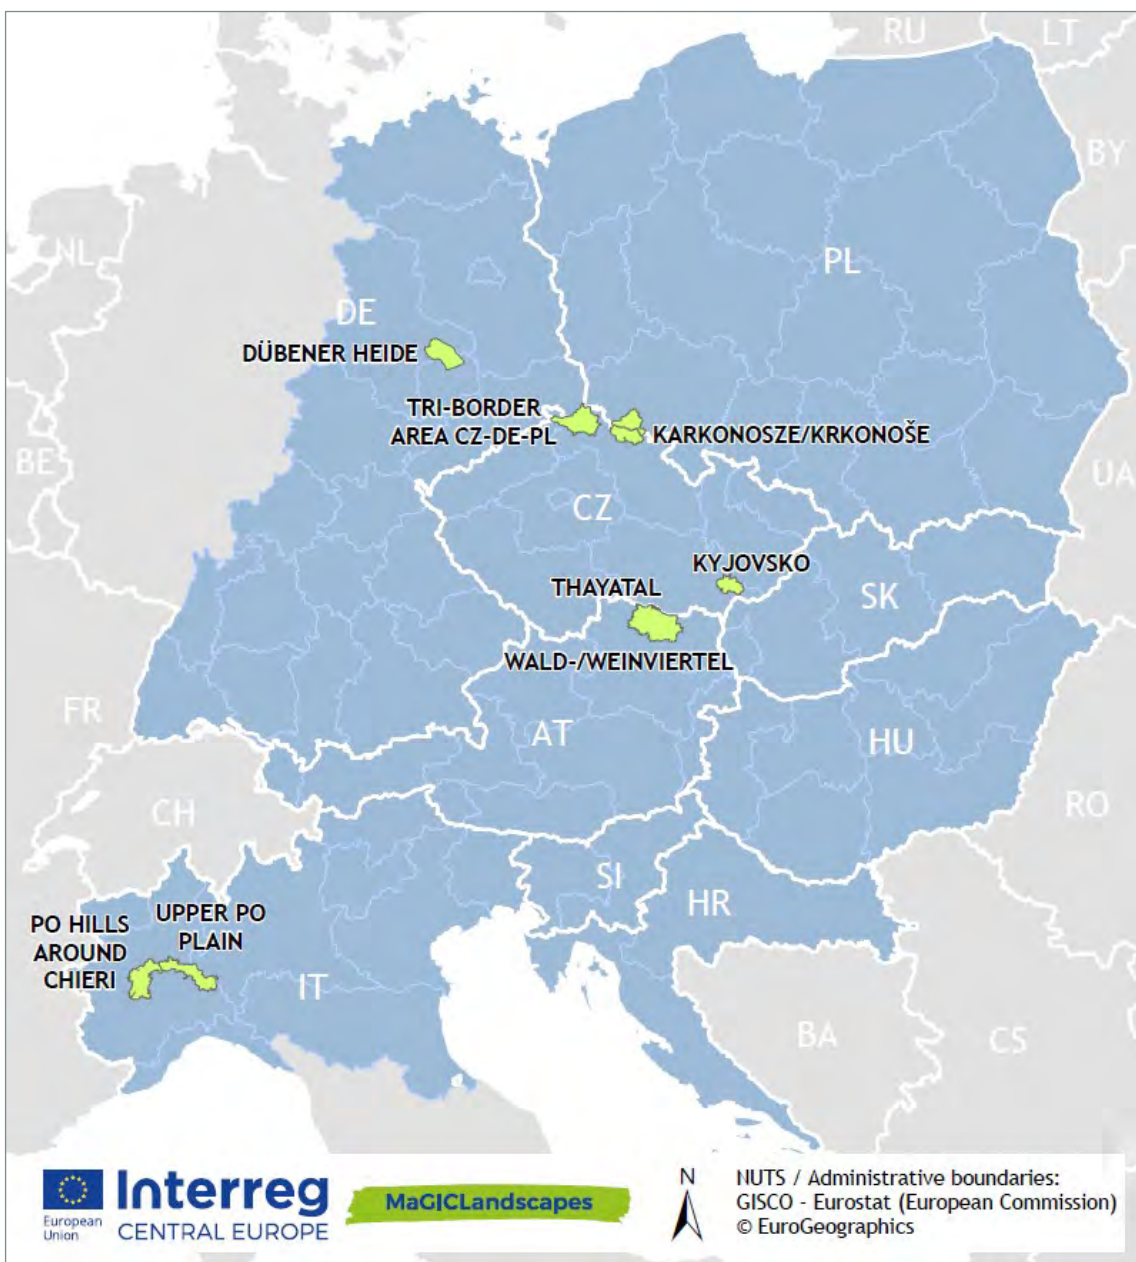 RU
LT
BY
NL
PL
DE
DÜBENER HEIDE
TRI-BORDER
AREA CZ-DE-PL
KARKONOSZE/KRKONOŠE
BE
UA
CZ
KYJOVSKO
THAYATAL
SK
WALD-/WEINVIERTEL
FR
AT
HU
CH
RO
SI
HR
PO HILLS
AROUND
CHIERI
UPPER PO
PLAIN
IT
BA
CS
European
Union
Interreg
CENTRAL EUROPE
MaGICLandscapes
N
NUTS / Administrative boundaries:
GISCO - Eurostat (European Commission)
© EuroGeographics